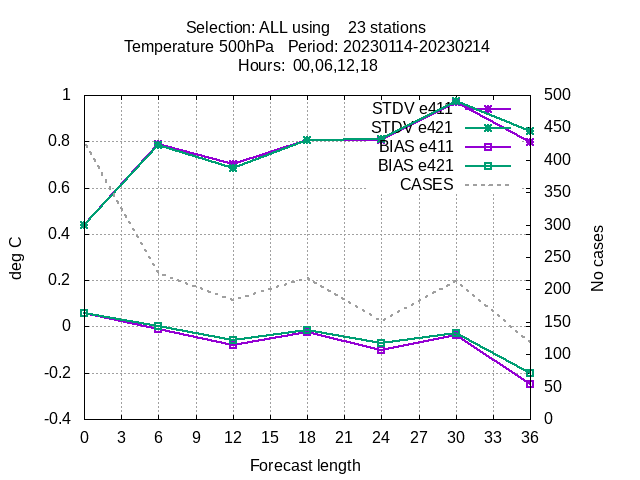 Selection: ALL using 23 stations
Temperature 500hPa Period: 20230114-20230214
Hours: 00,06,12,18
1
0.8
0.6
0.4
0.2
0
-0.2
-0.4
deg C
STDV e411
STDV e421
BIAS e411
BIAS e421
CASES
500
450
400
350
300
250
200
150
100
50
0
No cases
0 3 6 9 12 15 18 21 24 27 30 33 36
Forecast length